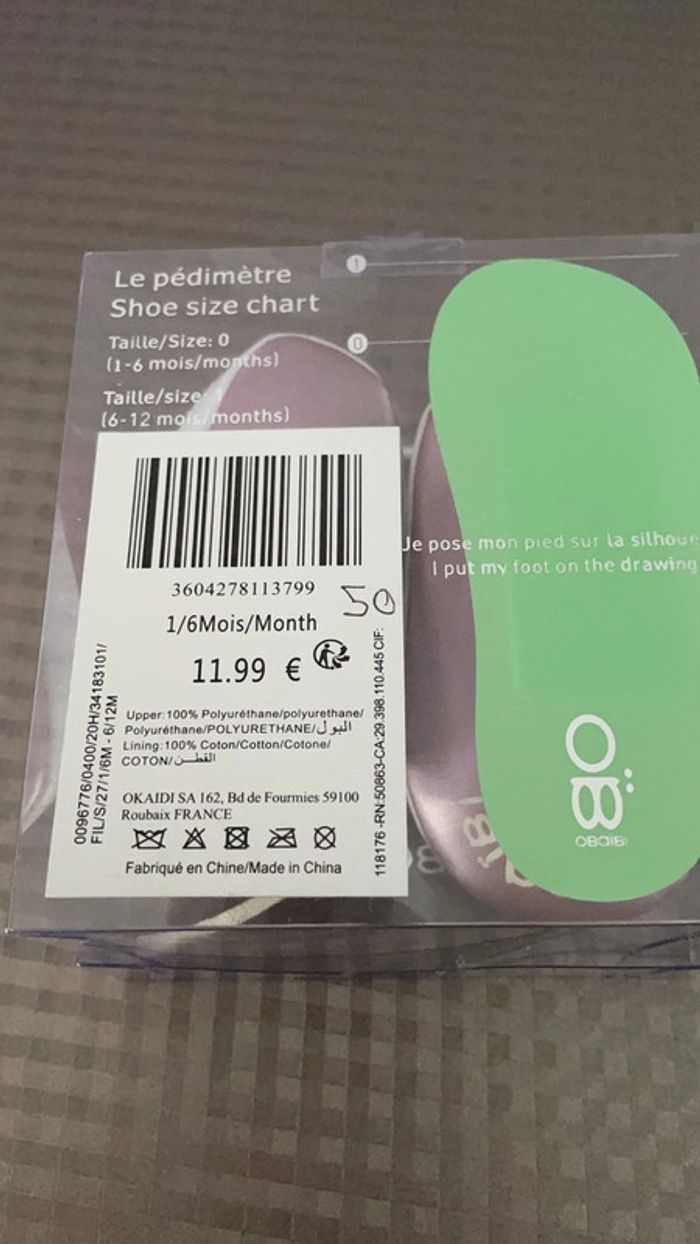 Le pédimètre
Shoe size chart
1
Taille/Size: 0
(1-6 mois/months)
0
Taille/size: 1
(6-12 mois/months)
Je pose mon pied sur la silhoue
I put my foot on the drawing
3604278113799
50
1/6Mois/Month
11.99 €
Upper:100% Polyuréthane/polyurethane/
Polyuréthane/POLYURETHANE/
Lining:100% Coton/Cotton/Cotone/
COTON/القطن
OKAIDI SA 162, Bd de Fourmies 59100
Roubaix FRANCE
Fabriqué en Chine/Made in China
0096776/0400/20H/34183101/
FIL/S/27/1/6M - 6/12M
118176 -RN:50863-CA:29.398.110.445 CIF:
OBAIBI